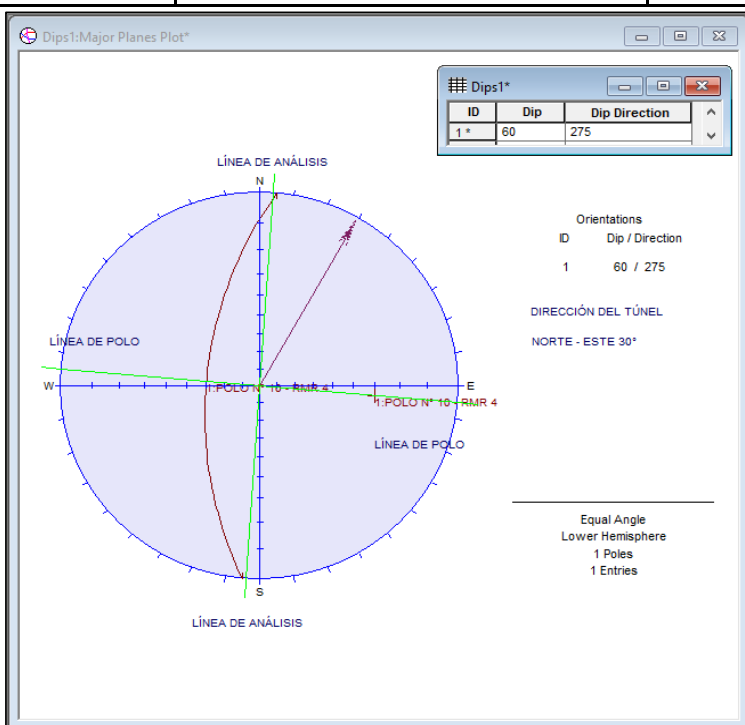 Dips1:Major Planes Plot*
Dips1*
ID Dip Dip Direction
1 * 60 275
LÍNEA DE ANÁLISIS
N
Orientations
ID Dip / Direction
1 60 / 275
DIRECCIÓN DEL TÚNEL
NORTE - ESTE 30°
LÍNEA DE POLO
W
E
1:POLO N° 10 - RMR 4
1:POLO N° 10 - RMR 4
LÍNEA DE POLO
S
LÍNEA DE ANÁLISIS
Equal Angle
Lower Hemisphere
1 Poles
1 Entries